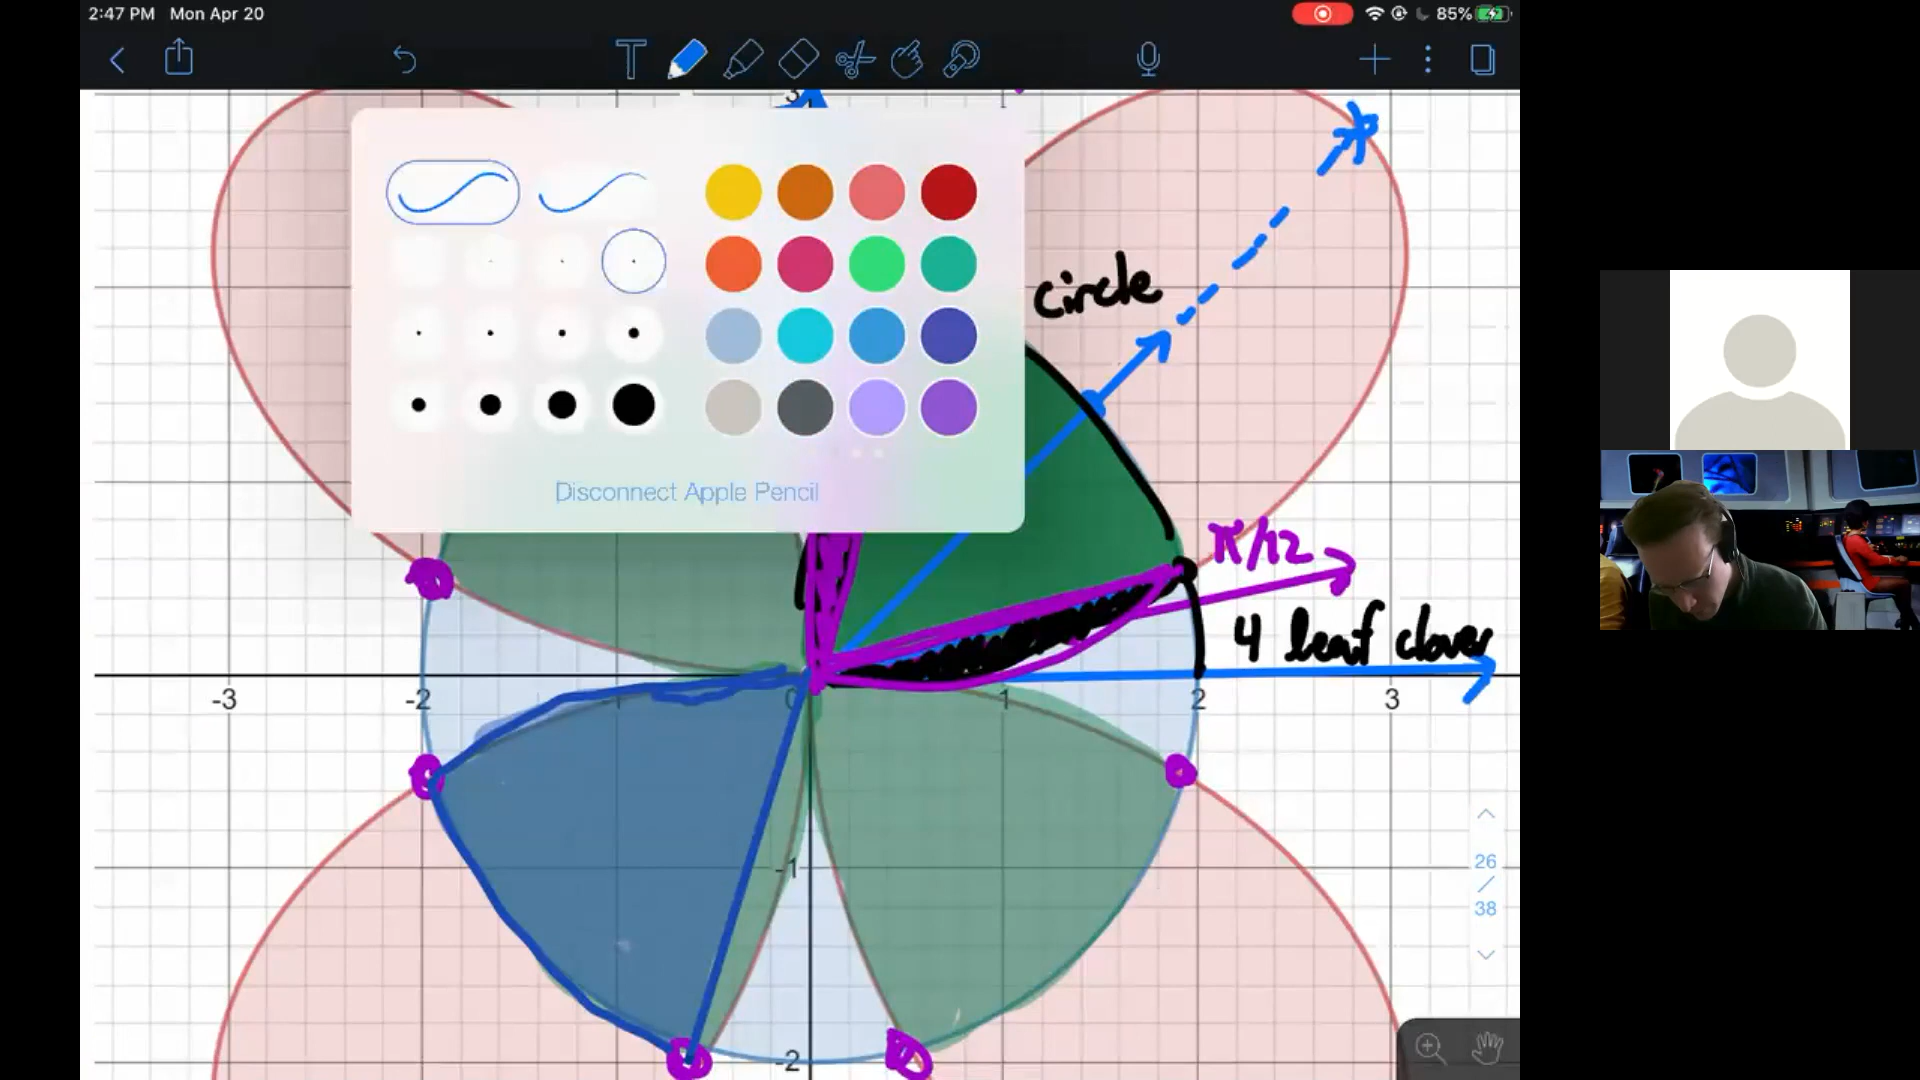 2:47 PM Mon Apr 20
85%
T
3
circle
Disconnect Apple Pencil
π/12
4 leaf clover
-3
-2
0
1
2
3
-1
26
/
38
-2